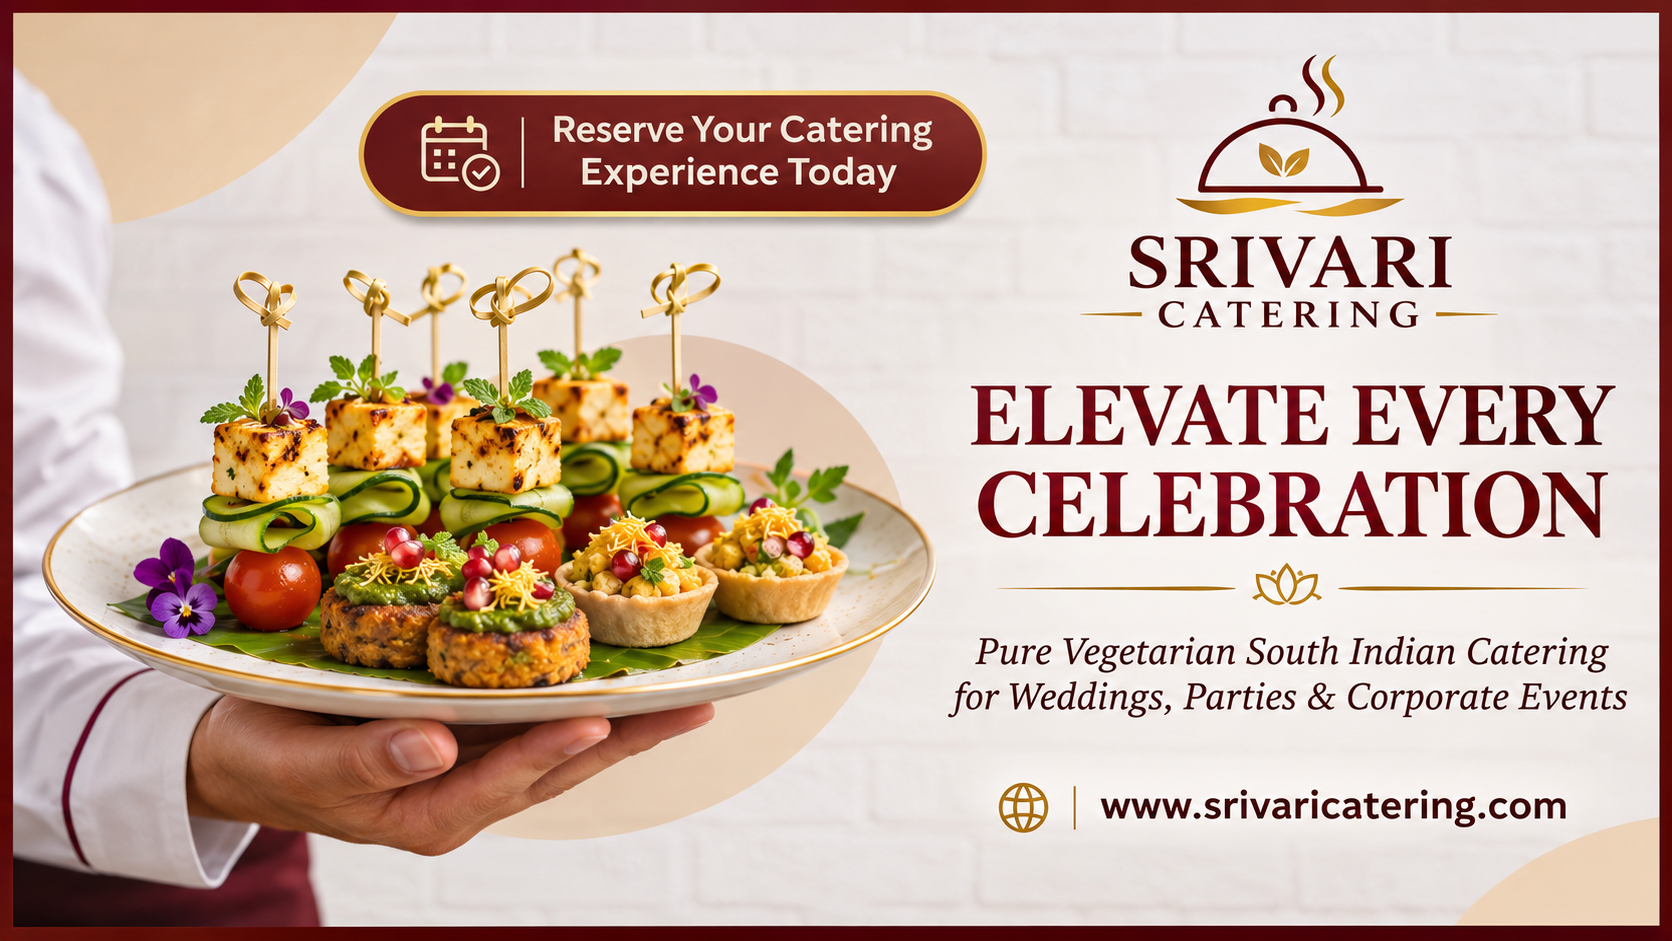 Reserve Your Catering
Experience Today
SRIVARI
CATERING
ELEVATE EVERY
CELEBRATION
Pure Vegetarian South Indian Catering
for Weddings, Parties & Corporate Events
www.srivaricatering.com